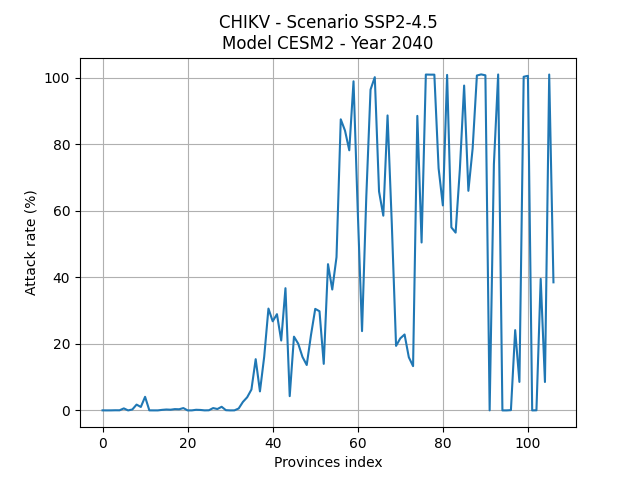 CHIKV - Scenario SSP2-4.5
Model CESM2 - Year 2040
Attack rate (%)
100
80
60
40
20
0
0 20 40 60 80 100
Provinces index